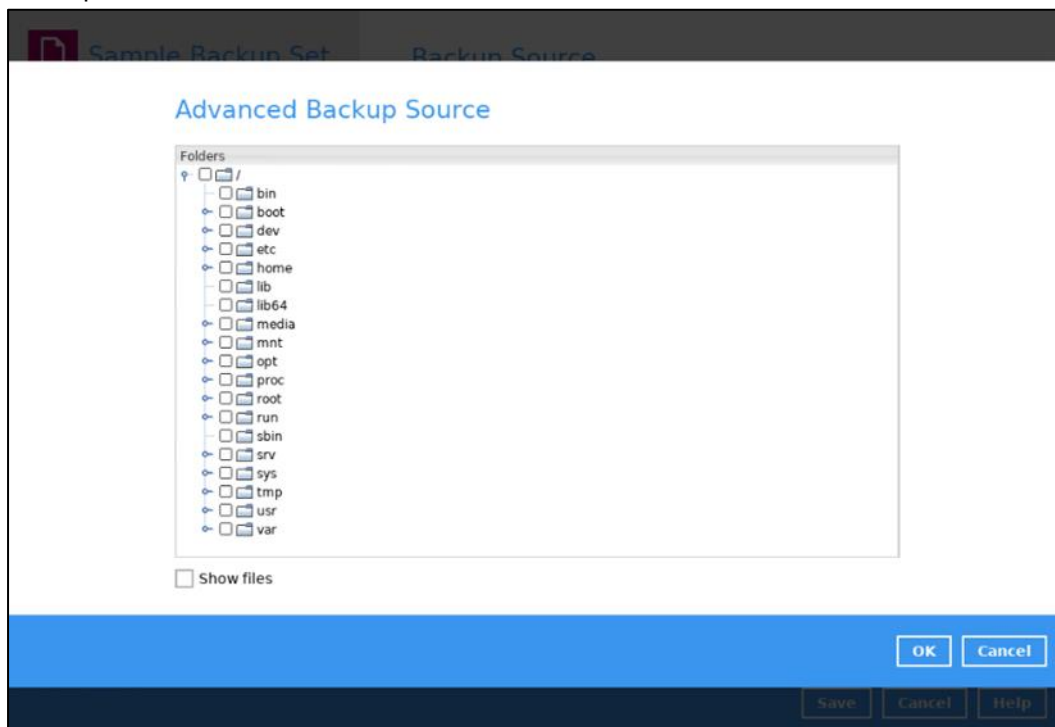 Sample Backup Set
Backup Source
Advanced Backup Source
Folders
/
bin
boot
dev
etc
home
lib
lib64
media
mnt
opt
proc
root
run
sbin
srv
sys
tmp
usr
var
Show files
OK Cancel
Save Cancel Help